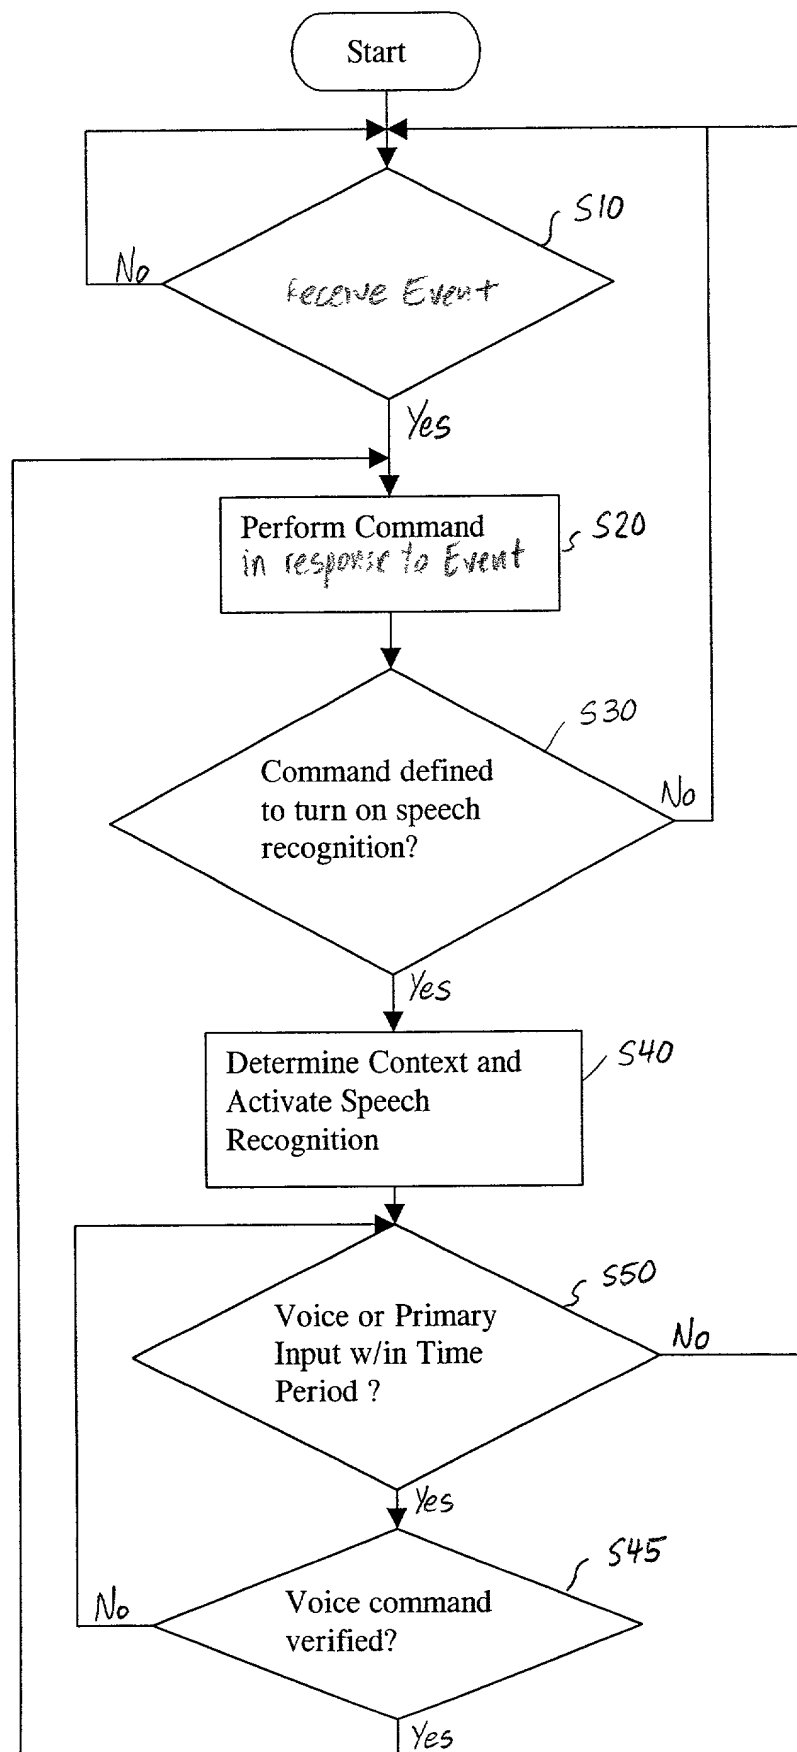 Start
S10
No
Receive Event
Yes
Perform Command
in response to Event
S20
S30
Command defined
to turn on speech
recognition?
No
Yes
S40
Determine Context and
Activate Speech
Recognition
S50
Voice or Primary
Input w/in Time
Period ?
No
Yes
S45
No
Voice command
verified?
Yes